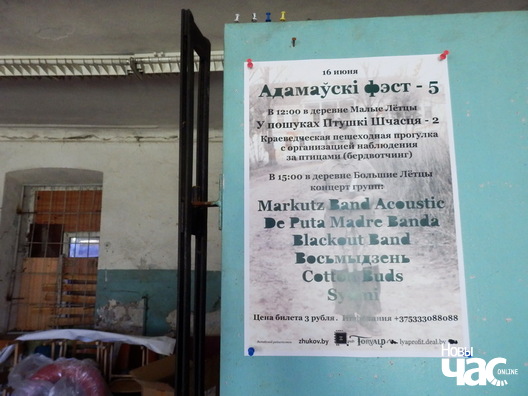 16 июня
Адамаўскі фэст - 5
В 12:00 в деревне Малые Лётцы
У пошуках Птушкі Шчасця - 2
Краеведческая пешеходная прогулка
с организацией наблюдения
за птицами (бердвотчинг)
В 15:00 в деревне Большие Лётцы
концерт групп:
Markutz Band Acoustic
De Puta Madre Banda
Blackout Band
Восьмыдзень
Cotton Buds
Цена билета 3 рубля. +375333088088
zhukov.by lyaprofit.deal.by
Новы
Час
ONLINE